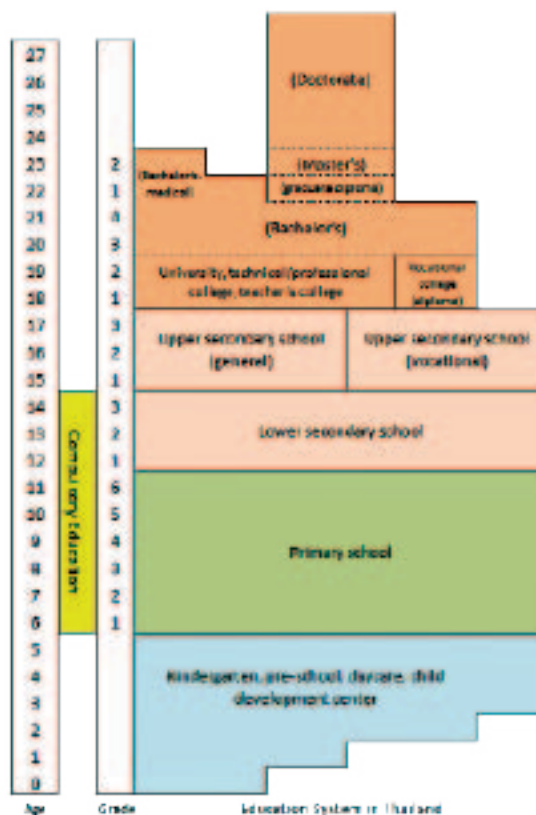 27
26
25
24
23
22
21
20
19
18
17
16
15
14
13
12
11
10
9
8
7
6
5
4
3
2
1
0
Age
Compulsory Education
2
1
4
3
2
1
3
2
1
3
2
1
6
5
4
3
2
1
Grade
(Doctorate)
(Master's)
(graduate diploma)
(Bachelor's
medical)
(Bachelor's)
University, technical/professional
college, teacher's college
Vocational
college
(diploma)
Upper secondary school
(general)
Upper secondary school
(vocational)
Lower secondary school
Primary school
Kindergarten, pre-school, daycare, child
development center
Education System in Thailand